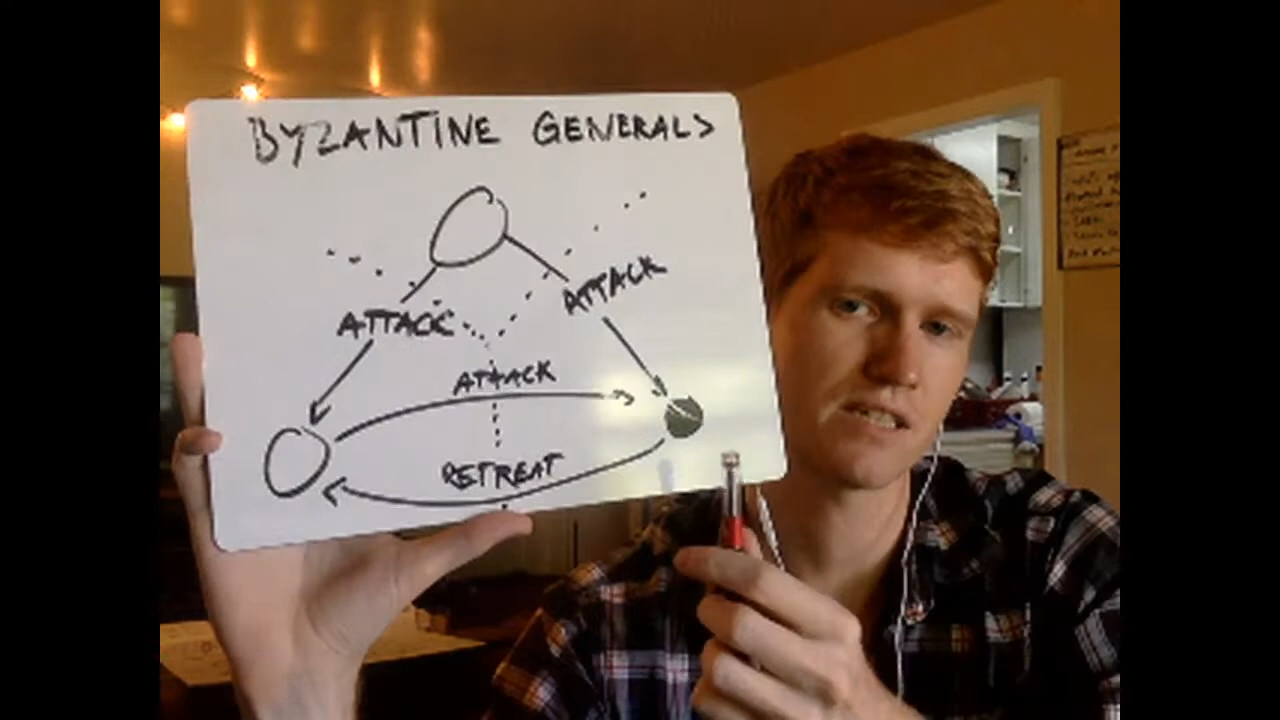 BYZANTINE GENERALS
ATTACK
ATTACK
ATTACK
RETREAT